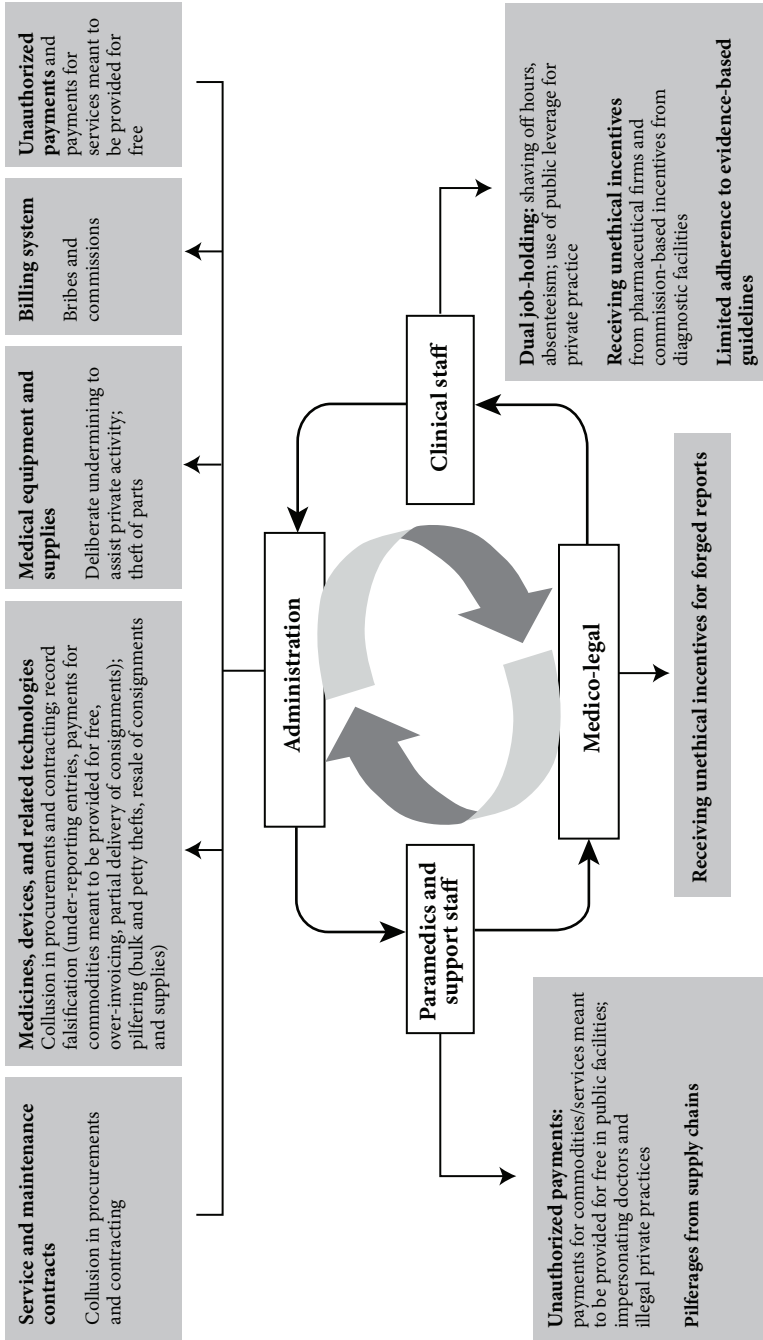 Service and maintenance
contracts
Collusion in procurements
and contracting
Medicines, devices, and related technologies
Collusion in procurements and contracting; record
falsification (under-reporting entries, payments for
commodities meant to be provided for free,
over-invoicing, partial delivery of consignments);
pilfering (bulk and petty thefts, resale of consignments
and supplies)
Medical equipment and
supplies
Deliberate undermining to
assist private activity;
theft of parts
Billing system
Bribes and
commissions
Unauthorized
payments and
payments for
services meant to
be provided for
free
Administration
Paramedics and
support staff
Clinical staff
Medico-legal
Unauthorized payments:
payments for commodities/services meant
to be provided for free in public facilities;
impersonating doctors and
illegal private practices
Pilferages from supply chains
Receiving unethical incentives for forged reports
Dual job-holding: shaving off hours,
absenteeism; use of public leverage for
private practice
Receiving unethical incentives
from pharmaceutical firms and
commission-based incentives from
diagnostic facilities
Limited adherence to evidence-based
guidelines